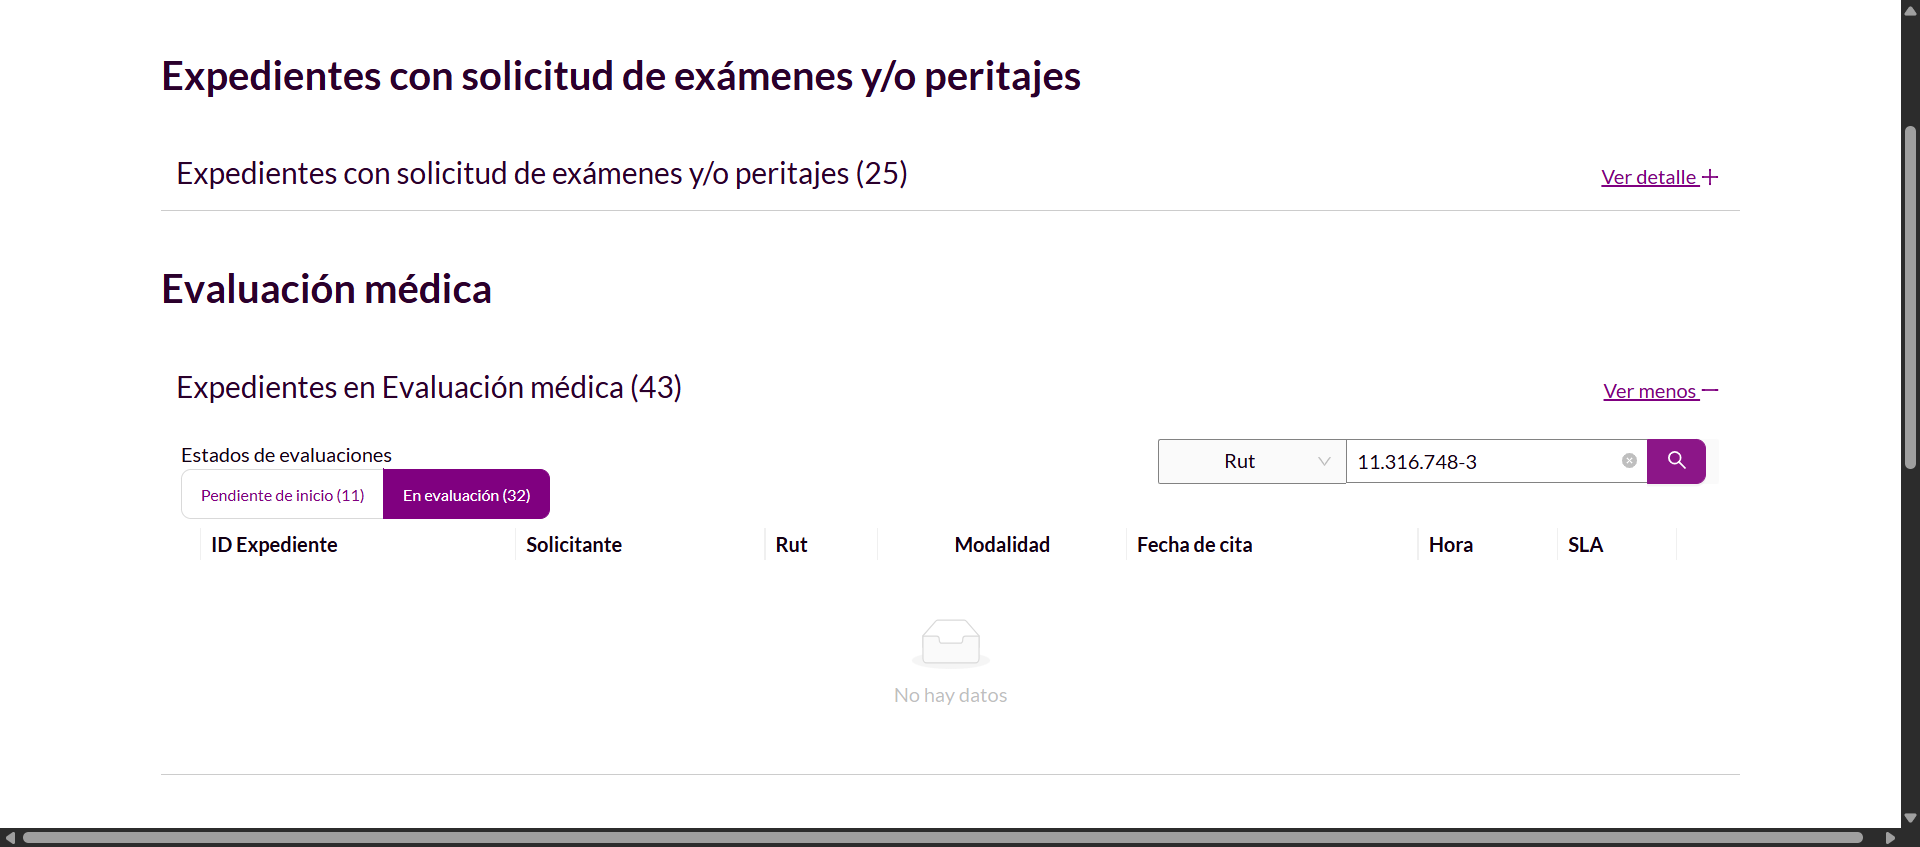 Expedientes con solicitud de exámenes y/o peritajes
Expedientes con solicitud de exámenes y/o peritajes (25)
Ver detalle
Evaluación médica
Expedientes en Evaluación médica (43)
Ver menos
Estados de evaluaciones
Pendiente de inicio (11)
En evaluación (32)
Rut
11.316.748-3
ID Expediente Solicitante Rut Modalidad Fecha de cita Hora SLA
No hay datos